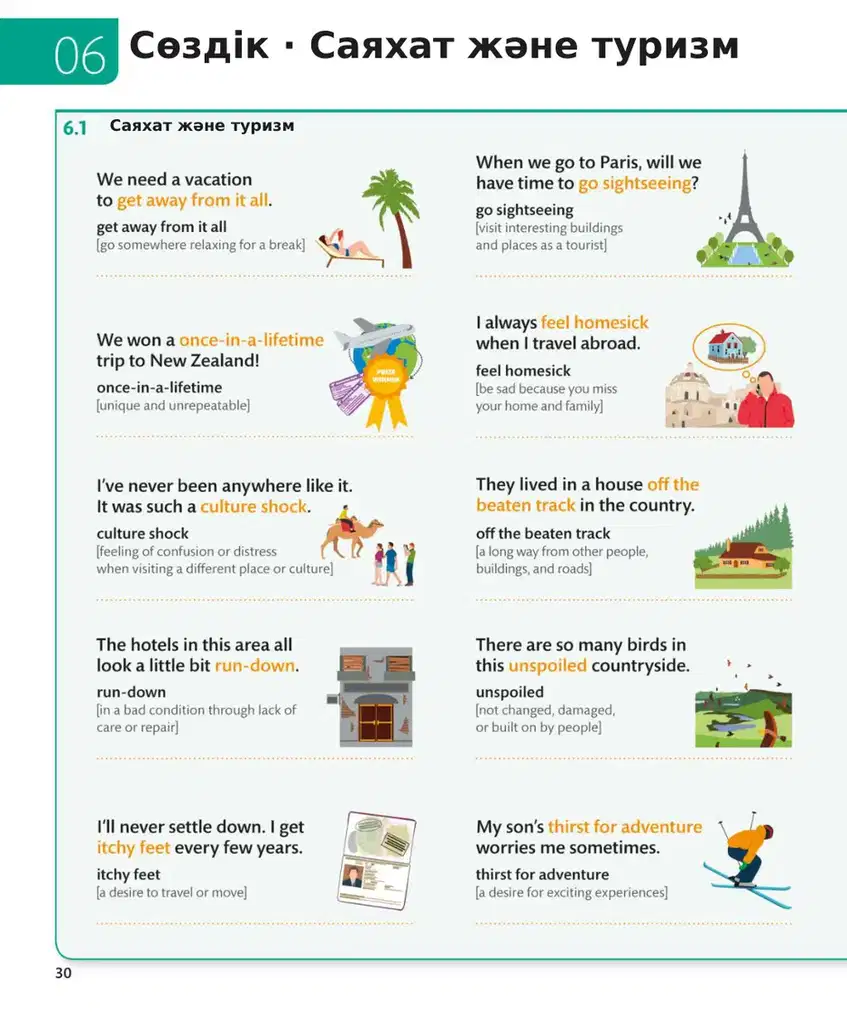 06 Сөздік · Саяхат және туризм
6.1 Саяхат және туризм
We need a vacation
to get away from it all.
get away from it all
[go somewhere relaxing for a break]
When we go to Paris, will we
have time to go sightseeing?
go sightseeing
[visit interesting buildings
and places as a tourist]
We won a once-in-a-lifetime
trip to New Zealand!
once-in-a-lifetime
[unique and unrepeatable]
PRIZE
WINNER
I always feel homesick
when I travel abroad.
feel homesick
[be sad because you miss
your home and family]
I've never been anywhere like it.
It was such a culture shock.
culture shock
[feeling of confusion or distress
when visiting a different place or culture]
They lived in a house off the
beaten track in the country.
off the beaten track
[a long way from other people,
buildings, and roads]
The hotels in this area all
look a little bit run-down.
run-down
[in a bad condition through lack of
care or repair]
There are so many birds in
this unspoiled countryside.
unspoiled
[not changed, damaged,
or built on by people]
I'll never settle down. I get
itchy feet every few years.
itchy feet
[a desire to travel or move]
My son's thirst for adventure
worries me sometimes.
thirst for adventure
[a desire for exciting experiences]
30